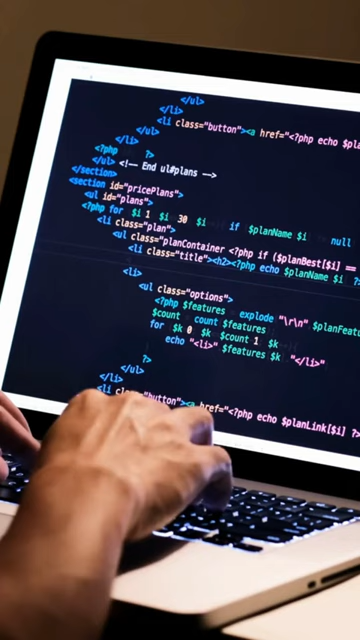 </ul>
</li>
<li class="button"><a href="<?php echo $pla
</ul>
</li>
<?php
?>
</ul> <!-- End ul#plans -->
</section>
<section id="pricePlans">
<ul id="plans">
<?php for $i 1 $i 30 $i if $planName $i null
<li class="plan">
<ul class="planContainer <?php if ($planBest[$i] ==
<li class="title"><h2><?php echo $planName $i ?>
<li>
<ul class="options">
<?php $features explode "\r\n" $planFeatu
$count count $features
for $k 0 $k $count 1 $k
echo "<li>" $features $k "</li>"
?>
</ul>
</li>
<li class="button"><a href="<?php echo $planLink[$i] ?>